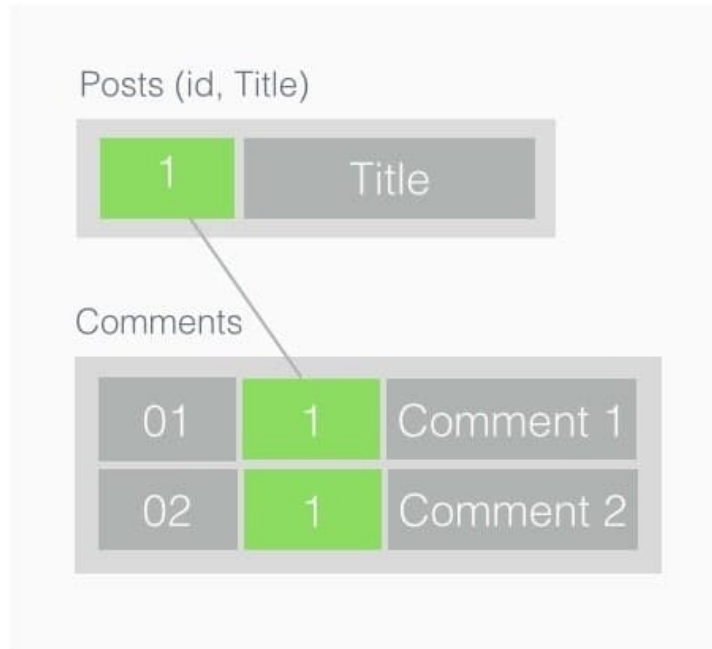 Posts (id, Title)
1 Title
Comments
01 1 Comment 1
02 1 Comment 2